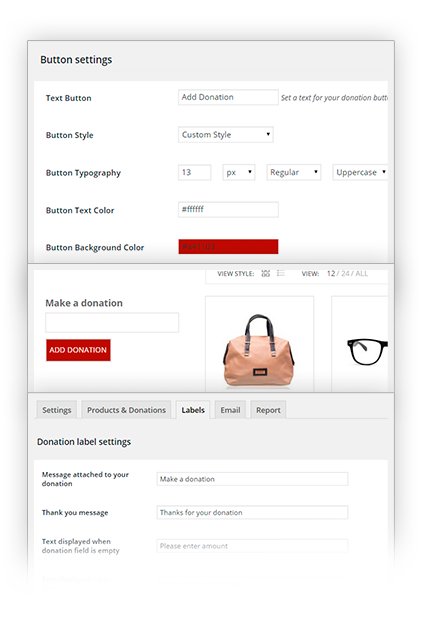 Button settings
Text Button
Add Donation
Set a text for your donation butt
Button Style
Custom Style
Button Typography
13
px
Regular
Uppercase
Button Text Color
#ffffff
Button Background Color
VIEW STYLE:
VIEW: 12 / 24 / ALL
Make a donation
ADD DONATION
Settings
Products & Donations
Labels
Email
Report
Donation label settings
Message attached to your
donation
Make a donation
Thank you message
Thanks for your donation
Text displayed when
donation field is empty
Please enter amount